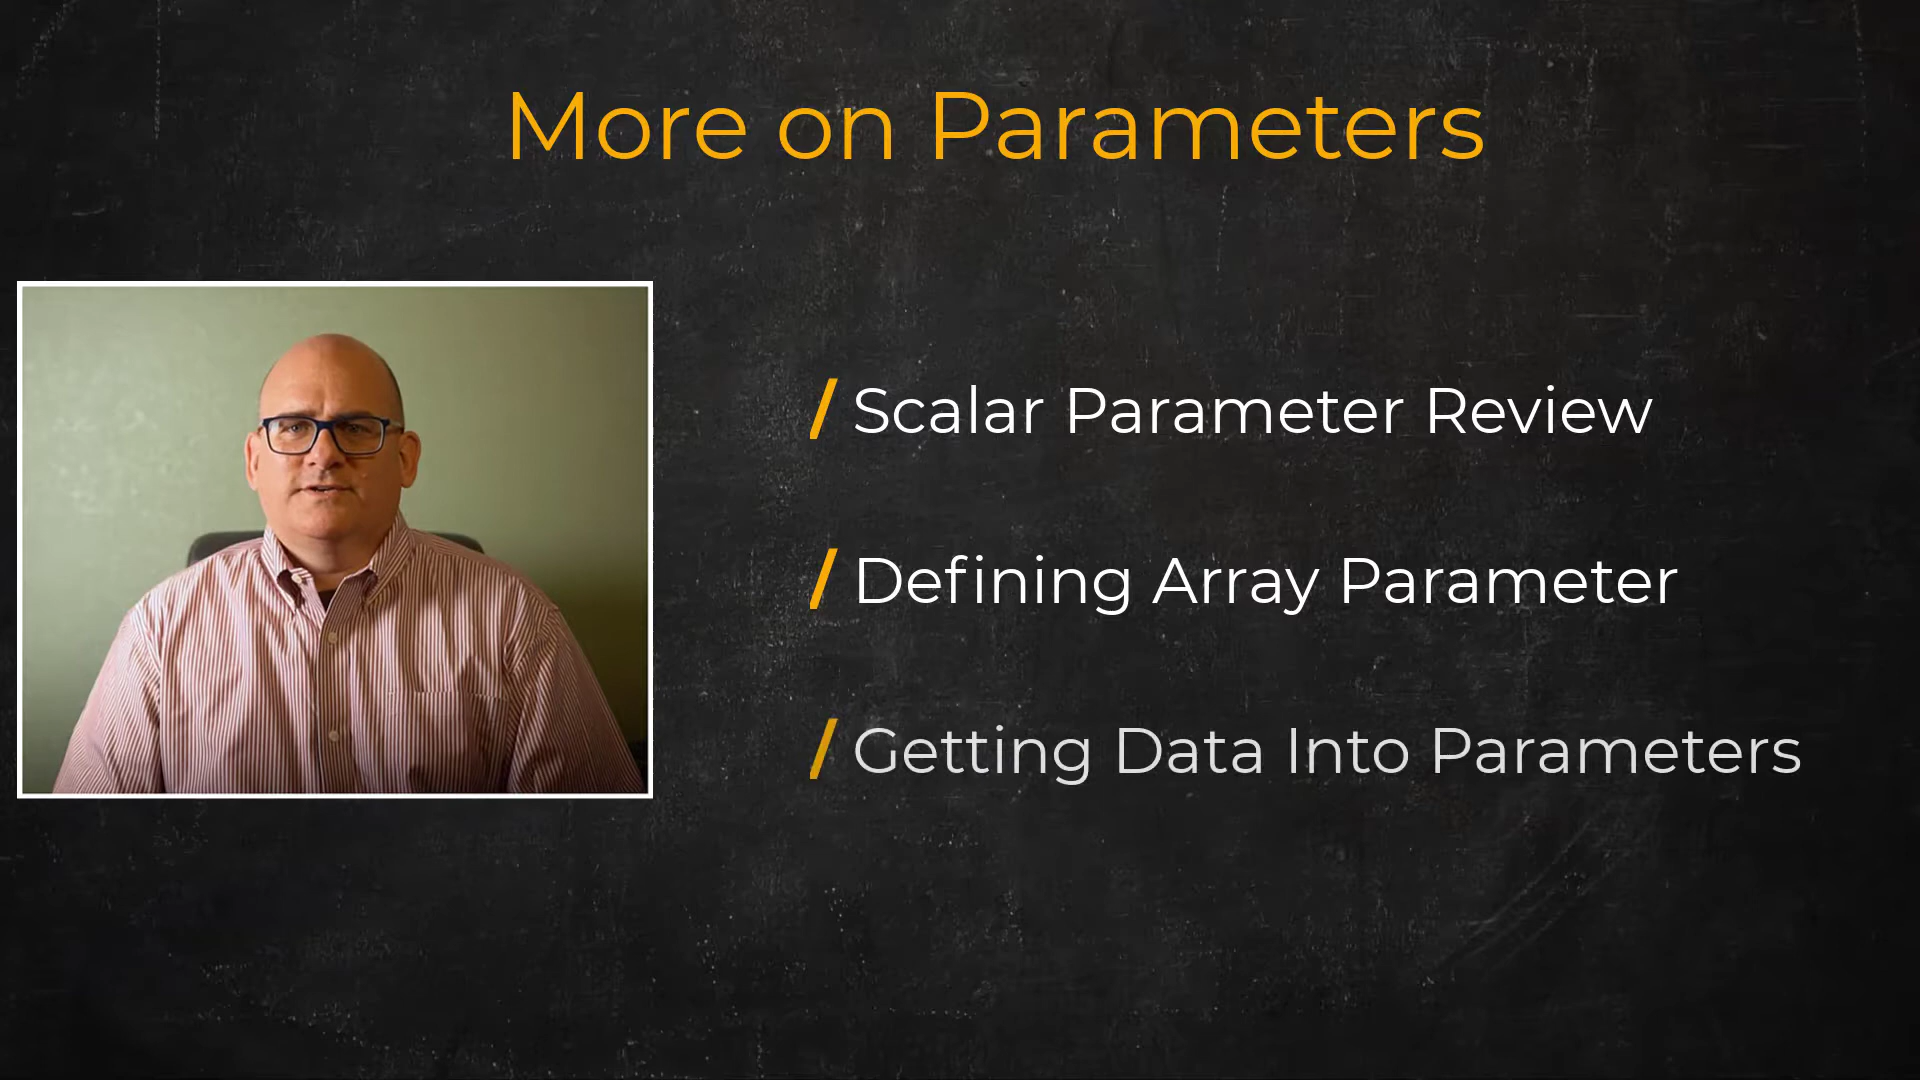 More on Parameters
/ Scalar Parameter Review
/ Defining Array Parameter
/ Getting Data Into Parameters